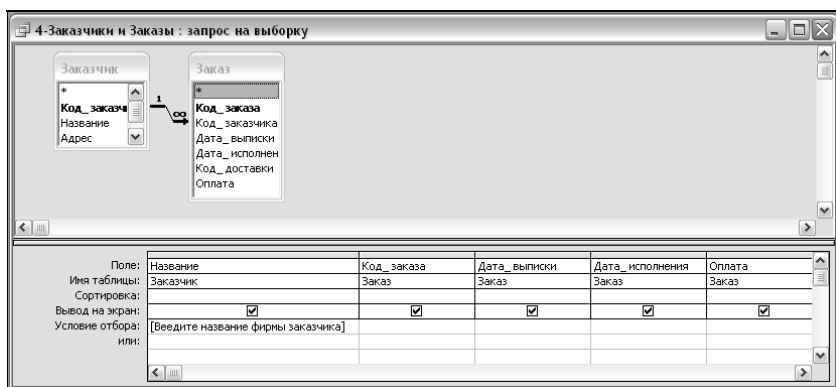 4-Заказчики и Заказы : запрос на выборку
Заказчик
*
Код_заказч
Название
Адрес
1
∞
Заказ
*
Код_заказа
Код_заказчика
Дата_выписки
Дата_исполнен
Код_доставки
Оплата
Поле: Название Код_заказа Дата_выписки Дата_исполнения Оплата
Имя таблицы: Заказчик Заказ Заказ Заказ Заказ
Сортировка:
Вывод на экран:
Условие отбора: [Введите название фирмы заказчика]
или: